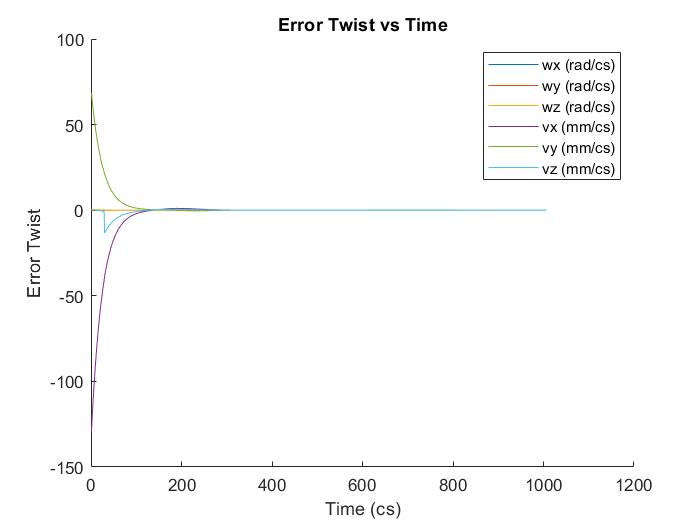 Error Twist vs Time
100
50
0
-50
-100
-150
Error Twist
wx (rad/cs)
wy (rad/cs)
wz (rad/cs)
vx (mm/cs)
vy (mm/cs)
vz (mm/cs)
0 200 400 600 800 1000 1200
Time (cs)